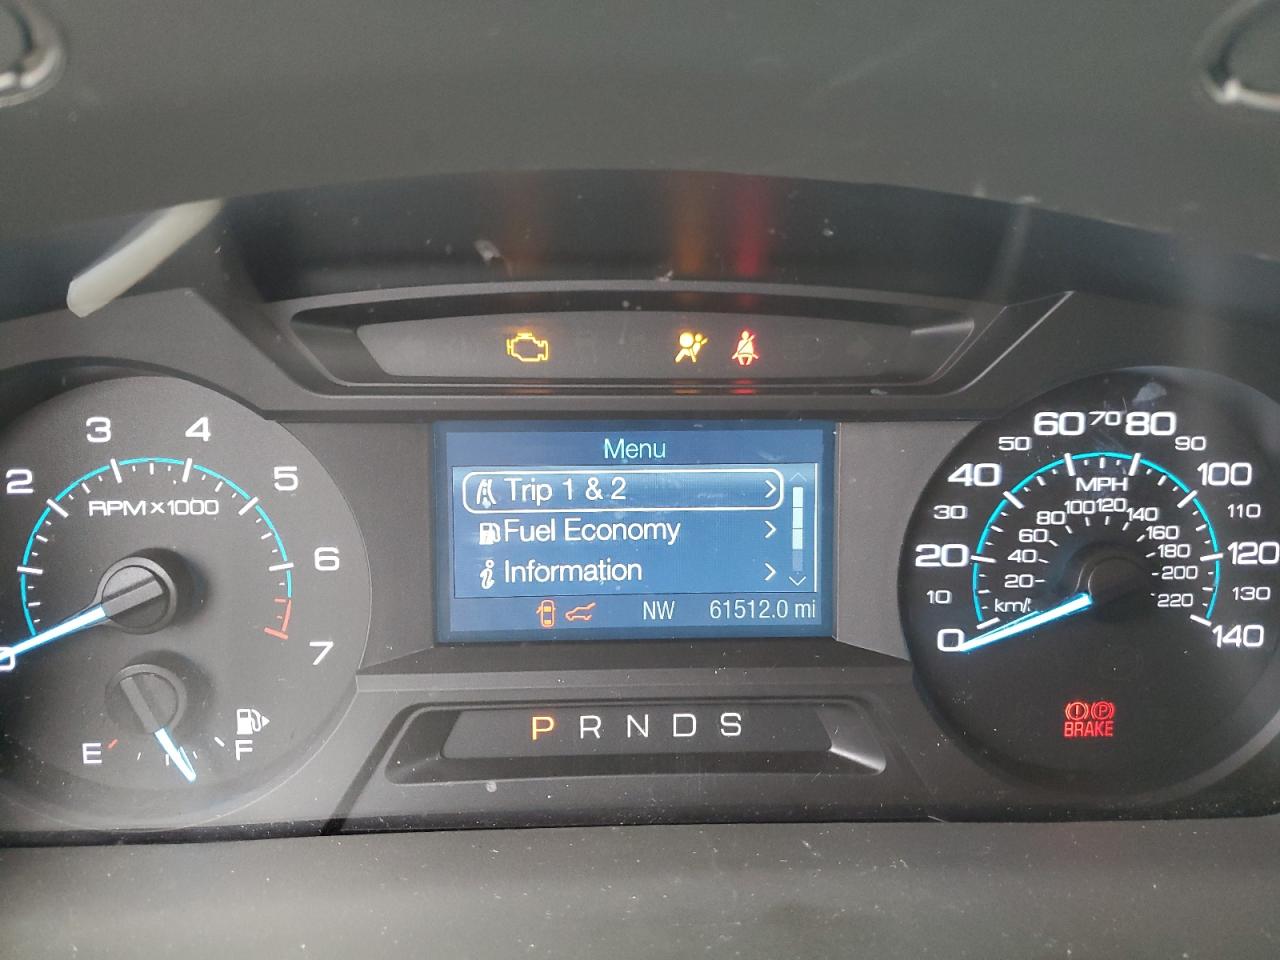 Menu
Trip 1 & 2
Fuel Economy
Information
NW 61512.0 mi
P R N D S
0 2 3 4 5 6 7
RPM×1000
E F
0 10 20 30 40 50 60 70 80 90 100 110 120 130 140
MPH
20 40 60 80 100 120 140 160 180 200 220
P
BRAKE